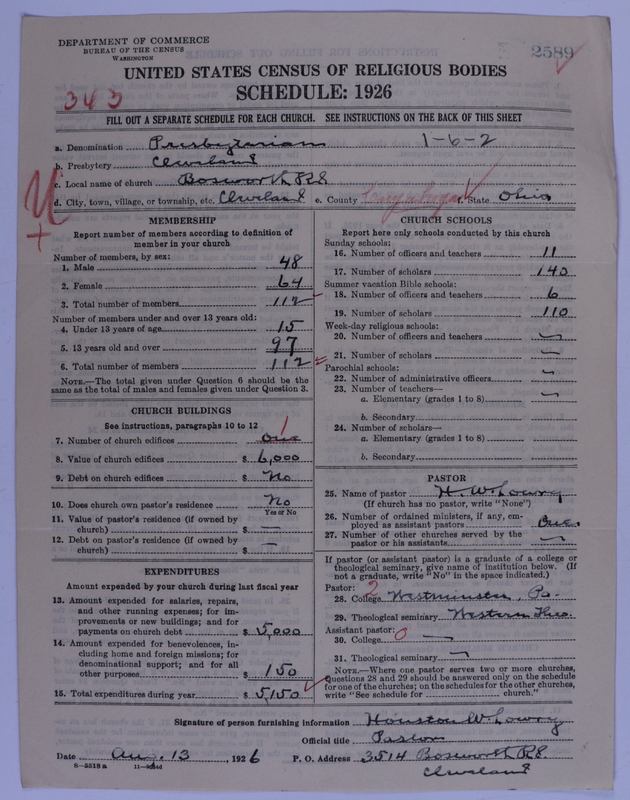 DEPARTMENT OF COMMERCE
BUREAU OF THE CENSUS
WASHINGTON
2589
UNITED STATES CENSUS OF RELIGIOUS BODIES
343
SCHEDULE: 1926
FILL OUT A SEPARATE SCHEDULE FOR EACH CHURCH. SEE INSTRUCTIONS ON THE BACK OF THIS SHEET
a. Denomination Presbyterian 1-6-2
b. Presbytery Cleveland
c. Local name of church Bosworth Rd
d. City, town, village, or township, etc. Cleveland e. County Cuyahoga f. State Ohio
MEMBERSHIP
Report number of members according to definition of
member in your church
Number of members, by sex:
1. Male 48
2. Female 64
3. Total number of members 112
Number of members under and over 13 years old:
4. Under 13 years of age 15
5. 13 years old and over 97
6. Total number of members 112
NOTE.—The total given under Question 6 should be the
same as the total of males and females given under Question 3.
CHURCH BUILDINGS
See instructions, paragraphs 10 to 12
7. Number of church edifices one 1
8. Value of church edifices $ 6,000
9. Debt on church edifices $ No
10. Does church own pastor's residence No
Yes or No
11. Value of pastor's residence (if owned by
church) $ —
12. Debt on pastor's residence (if owned by
church) $ —
EXPENDITURES
Amount expended by your church during last fiscal year
13. Amount expended for salaries, repairs,
and other running expenses; for im-
provements or new buildings; and for
payments on church debt $ 5,000
14. Amount expended for benevolences, in-
cluding home and foreign missions; for
denominational support; and for all
other purposes $ 150
15. Total expenditures during year $ 5,150
CHURCH SCHOOLS
Report here only schools conducted by this church
Sunday schools:
16. Number of officers and teachers 11
17. Number of scholars 140
Summer vacation Bible schools:
18. Number of officers and teachers 6
19. Number of scholars 110
Week-day religious schools:
20. Number of officers and teachers —
21. Number of scholars —
Parochial schools:
22. Number of administrative officers —
23. Number of teachers—
a. Elementary (grades 1 to 8) —
b. Secondary
24. Number of scholars—
a. Elementary (grades 1 to 8)
b. Secondary
PASTOR
25. Name of pastor H. W. Lowry
(If church has no pastor, write "None")
26. Number of ordained ministers, if any, em-
ployed as assistant pastors
27. Number of other churches served by the
pastor or his assistants —
If pastor (or assistant pastor) is a graduate of a college or
theological seminary, give name of institution below. (If
not a graduate, write "No" in the space indicated.)
Pastor: 2
28. College Westminster, Pa.
29. Theological seminary Western Theo.
Assistant pastor: 0
30. College —
31. Theological seminary —
NOTE.—Where one pastor serves two or more churches,
Questions 28 and 29 should be answered only on the schedule
for one of the churches; on the schedules for the other churches,
write "See schedule for church."
Signature of person furnishing information Houston W. Lowry
Official title Pastor
Date Aug. 13, 1926 P. O. Address 3514 Bosworth Rd.
8-5518 a Cleveland